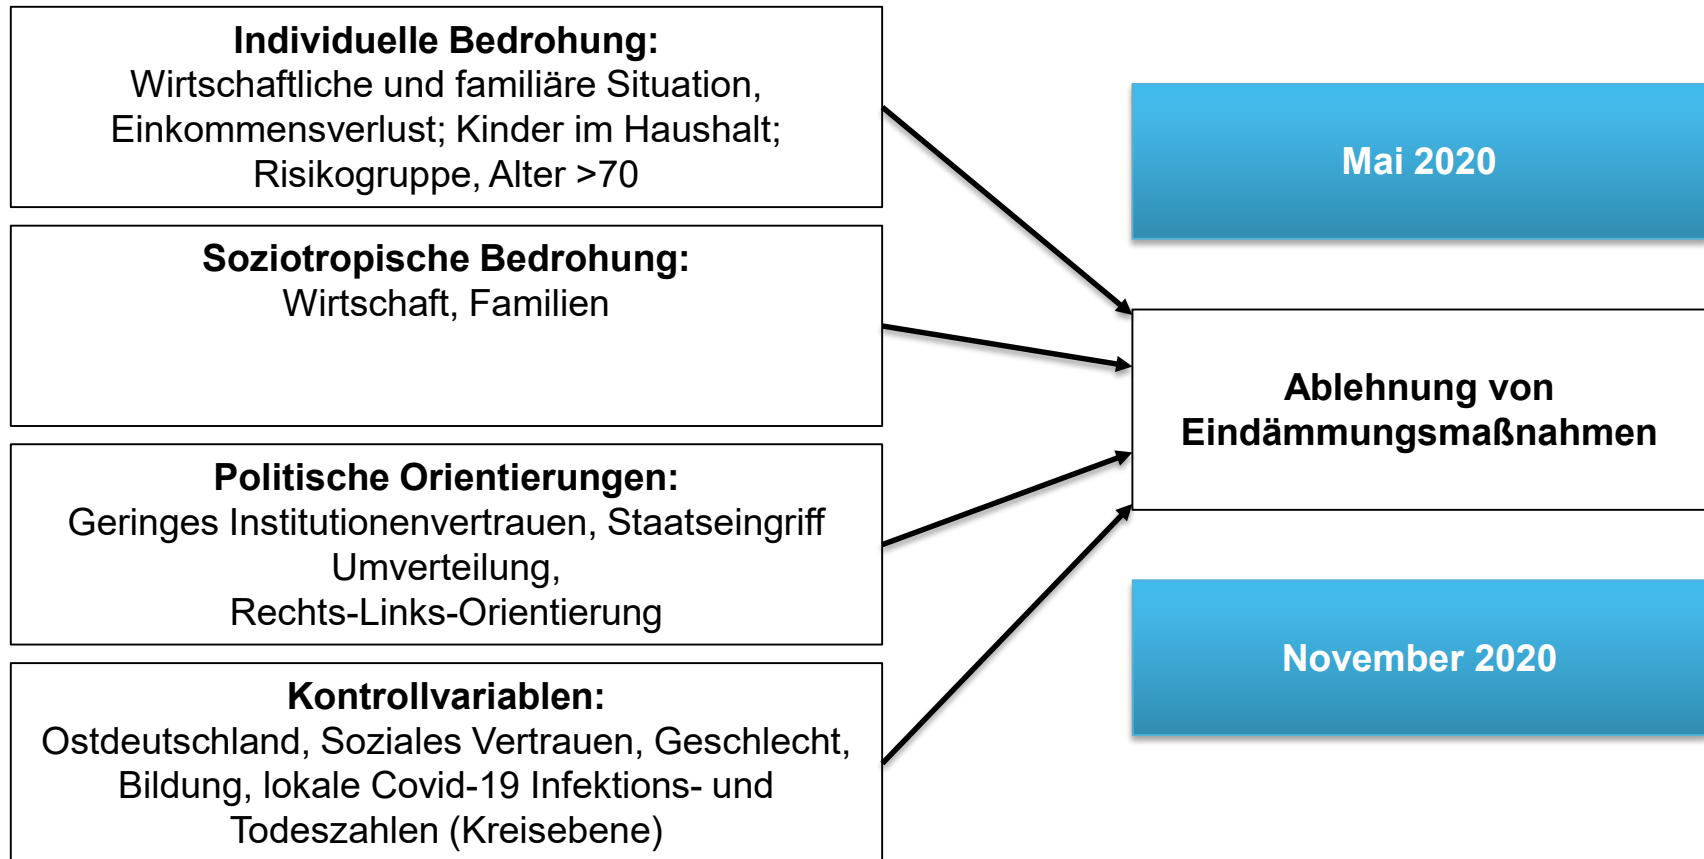 Individuelle Bedrohung:
Wirtschaftliche und familiäre Situation,
Einkommensverlust; Kinder im Haushalt;
Risikogruppe, Alter >70
Soziotropische Bedrohung:
Wirtschaft, Familien
Politische Orientierungen:
Geringes Institutionenvertrauen, Staatseingriff
Umverteilung,
Rechts-Links-Orientierung
Kontrollvariablen:
Ostdeutschland, Soziales Vertrauen, Geschlecht,
Bildung, lokale Covid-19 Infektions- und
Todeszahlen (Kreisebene)
Mai 2020
Ablehnung von
Eindämmungsmaßnahmen
November 2020